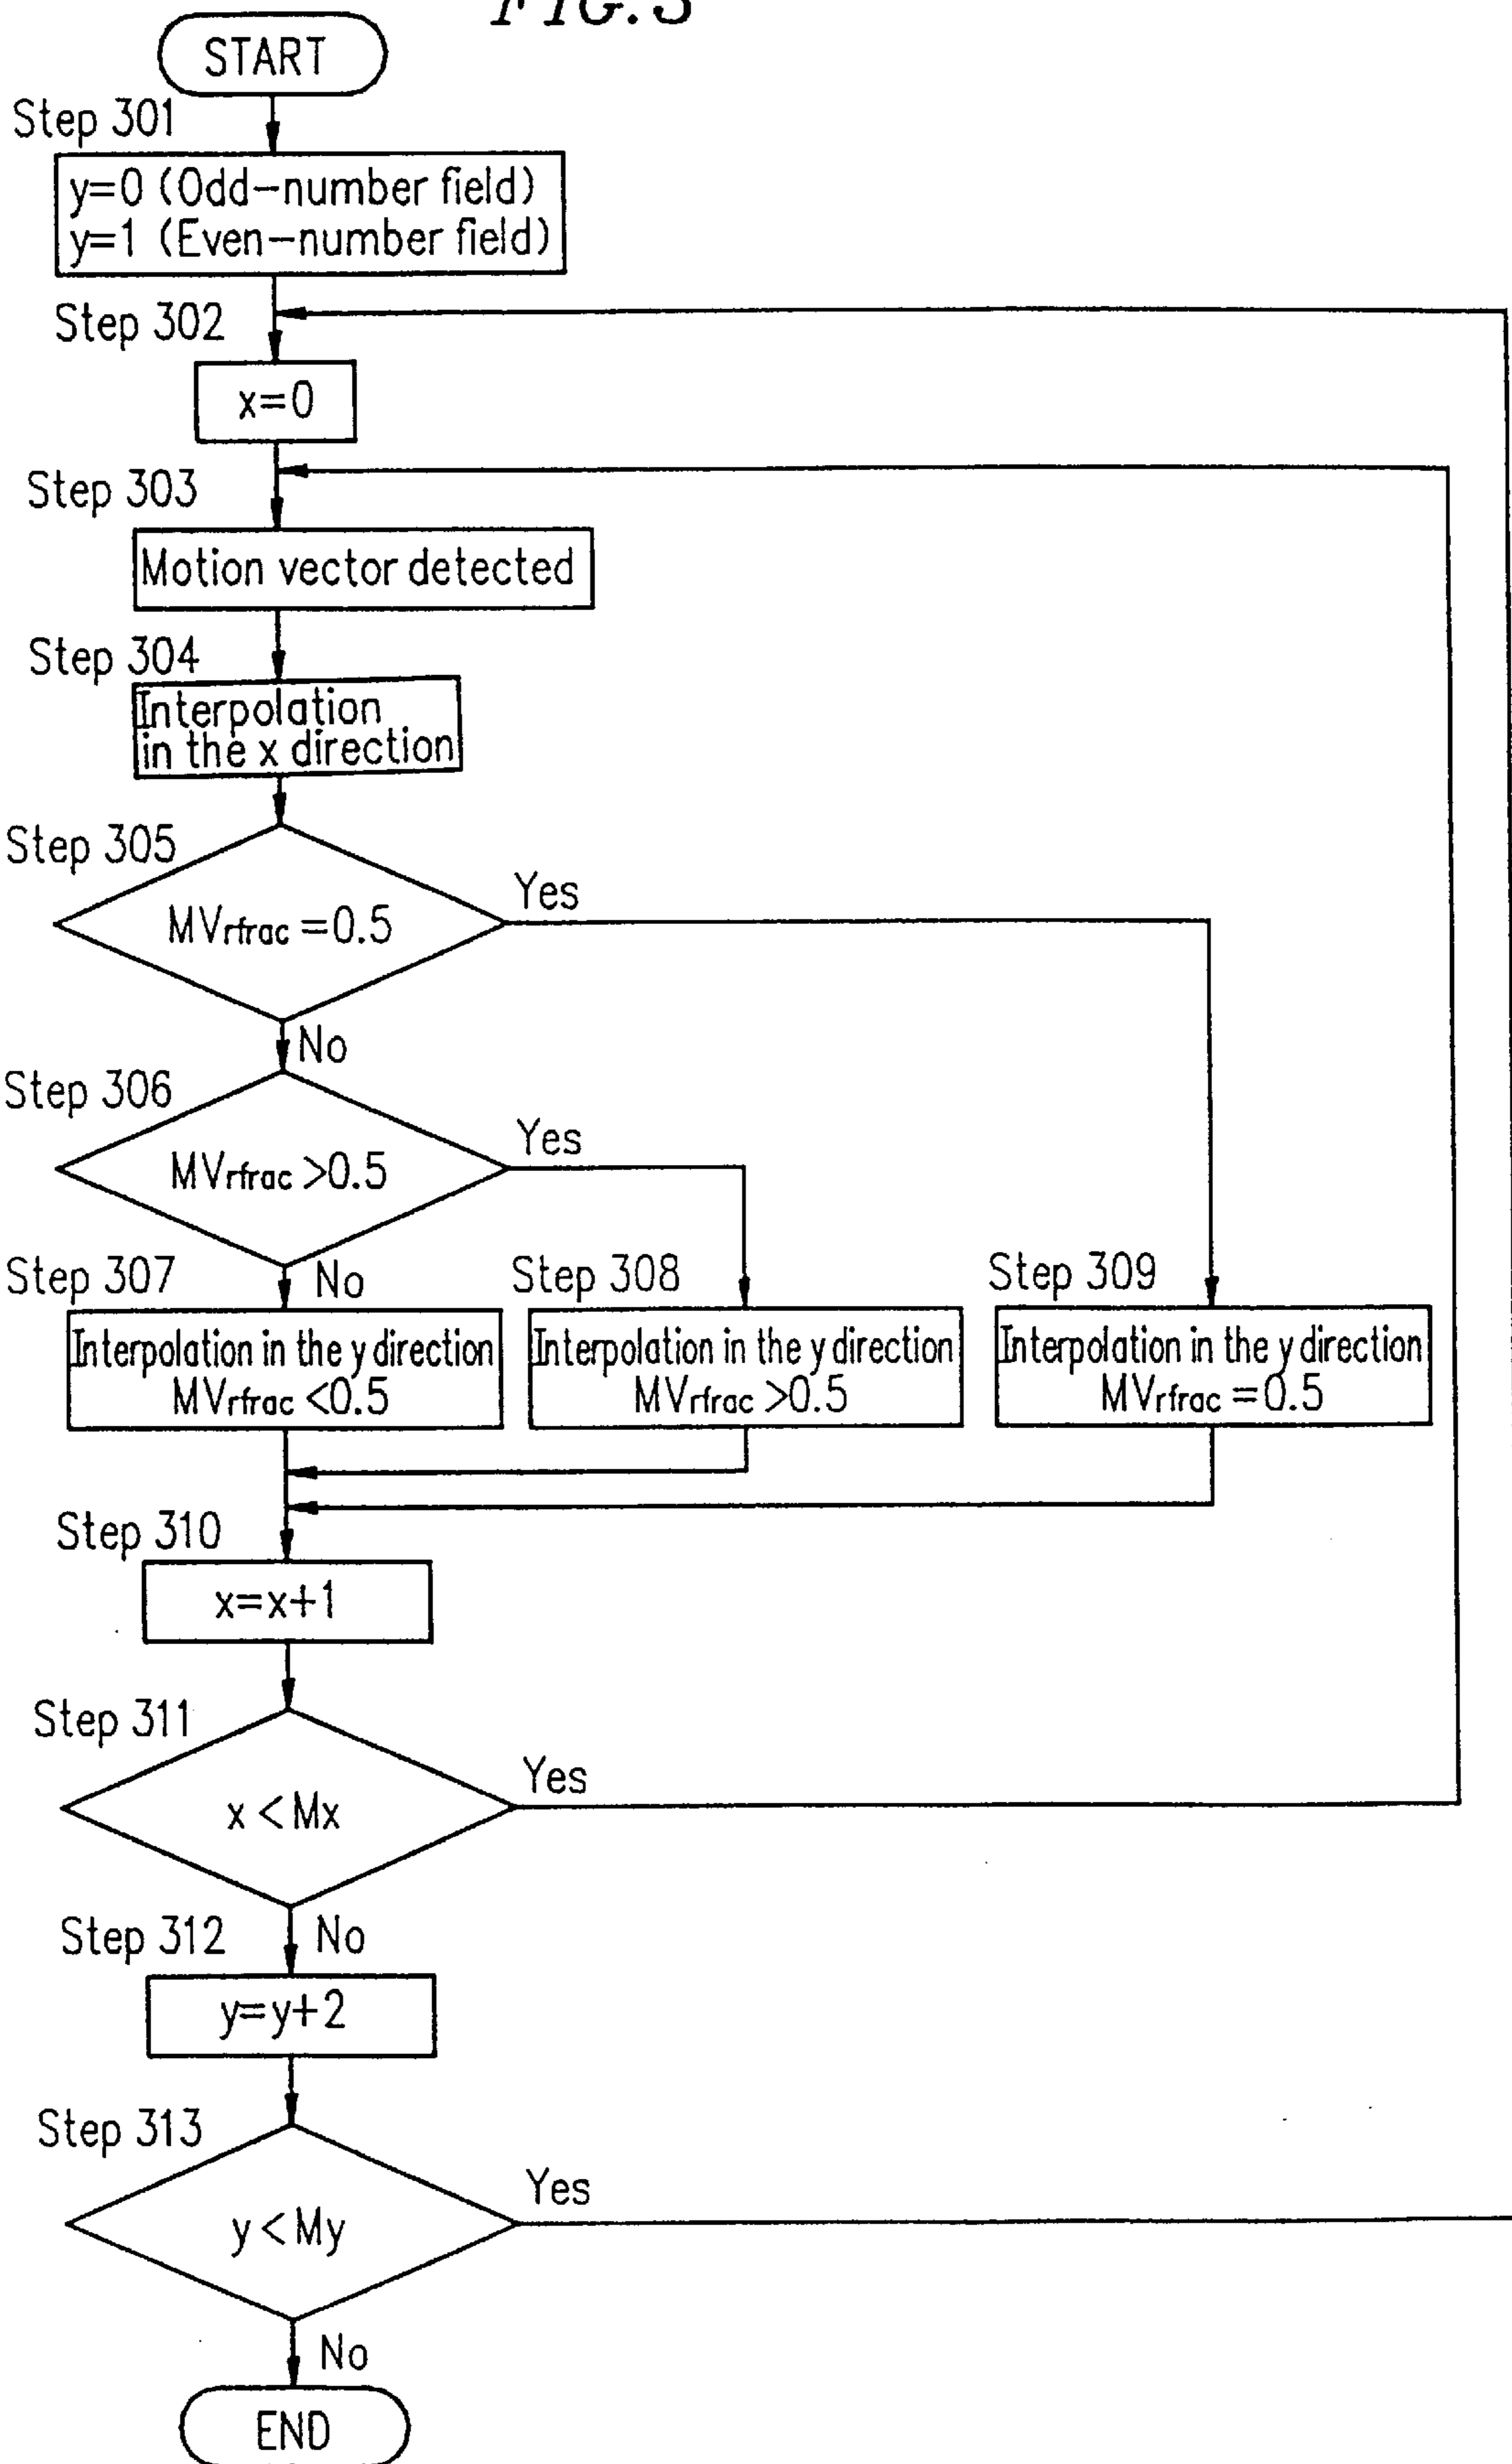 FIG. 3
START
Step 301
y=0 (Odd-number field)
y=1 (Even-number field)
Step 302
x=0
Step 303
Motion vector detected
Step 304
Interpolation
in the x direction
Step 305
MVrfrac =0.5
Yes
No
Step 306
MVrfrac >0.5
Yes
No
Step 307
Interpolation in the y direction
MVrfrac <0.5
Step 308
Interpolation in the y direction
MVrfrac >0.5
Step 309
Interpolation in the y direction
MVrfrac =0.5
Step 310
x=x+1
Step 311
x < Mx
Yes
No
Step 312
y=y+2
Step 313
y < My
Yes
No
END